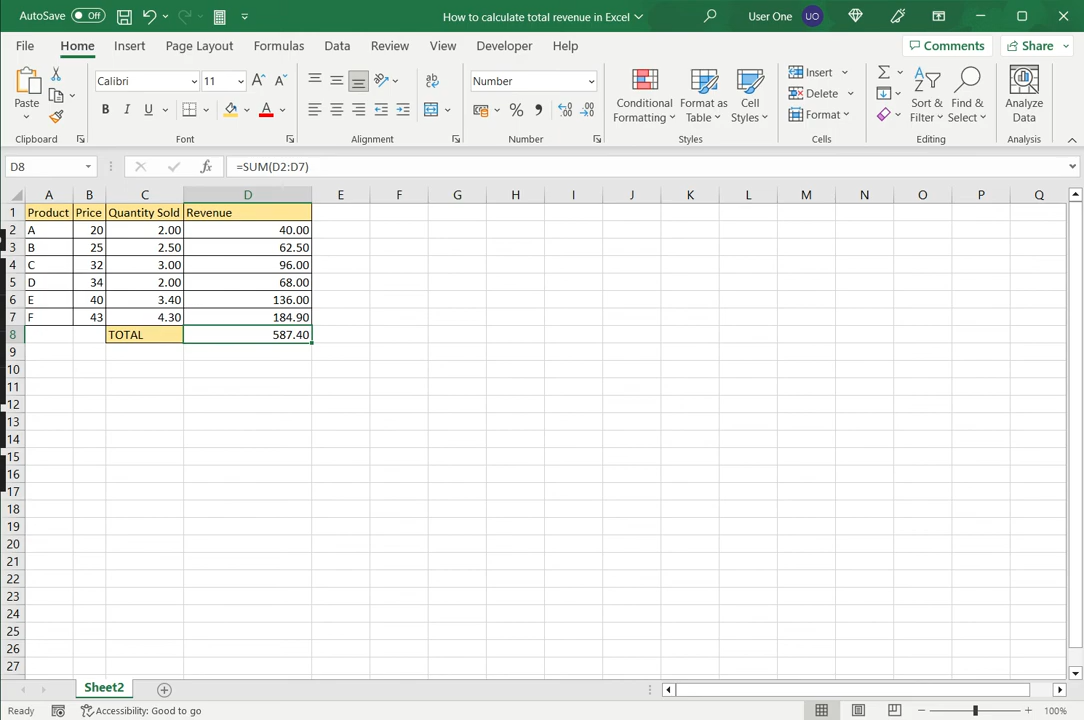 AutoSave Off How to calculate total revenue in Excel User One UO
File Home Insert Page Layout Formulas Data Review View Developer Help Comments Share
Paste Calibri 11 A A ab Number Conditional Formatting Format as Table Cell Styles Insert Delete Format Sort & Filter Find & Select Analyze Data
B I U A % , .00
Clipboard Font Alignment Number Styles Cells Editing Analysis
D8 fx =SUM(D2:D7)
A B C D E F G H I J K L M N O P Q
1 Product Price Quantity Sold Revenue
2 A 20 2.00 40.00
3 B 25 2.50 62.50
4 C 32 3.00 96.00
5 D 34 2.00 68.00
6 E 40 3.40 136.00
7 F 43 4.30 184.90
8 TOTAL 587.40
9
10
11
12
13
14
15
16
17
18
19
20
21
22
23
24
25
26
27
Sheet2
Ready Accessibility: Good to go 100%